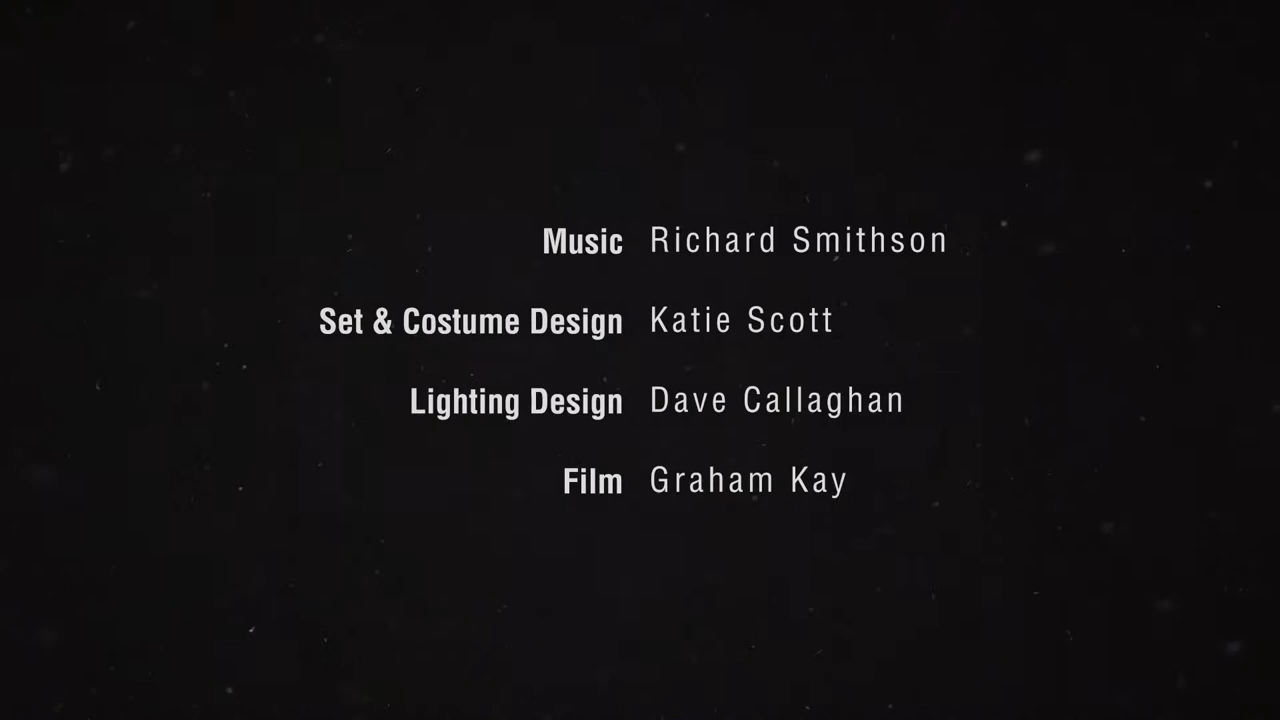 Music Richard Smithson
Set & Costume Design Katie Scott
Lighting Design Dave Callaghan
Film Graham Kay